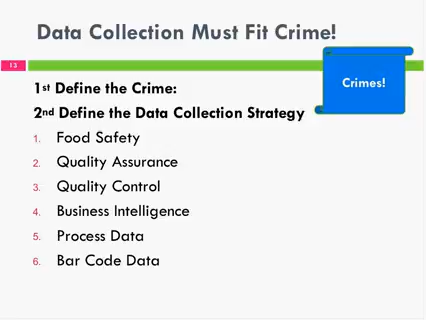 Data Collection Must Fit Crime!
13
Crimes!
1st Define the Crime:
2nd Define the Data Collection Strategy
1. Food Safety
2. Quality Assurance
3. Quality Control
4. Business Intelligence
5. Process Data
6. Bar Code Data